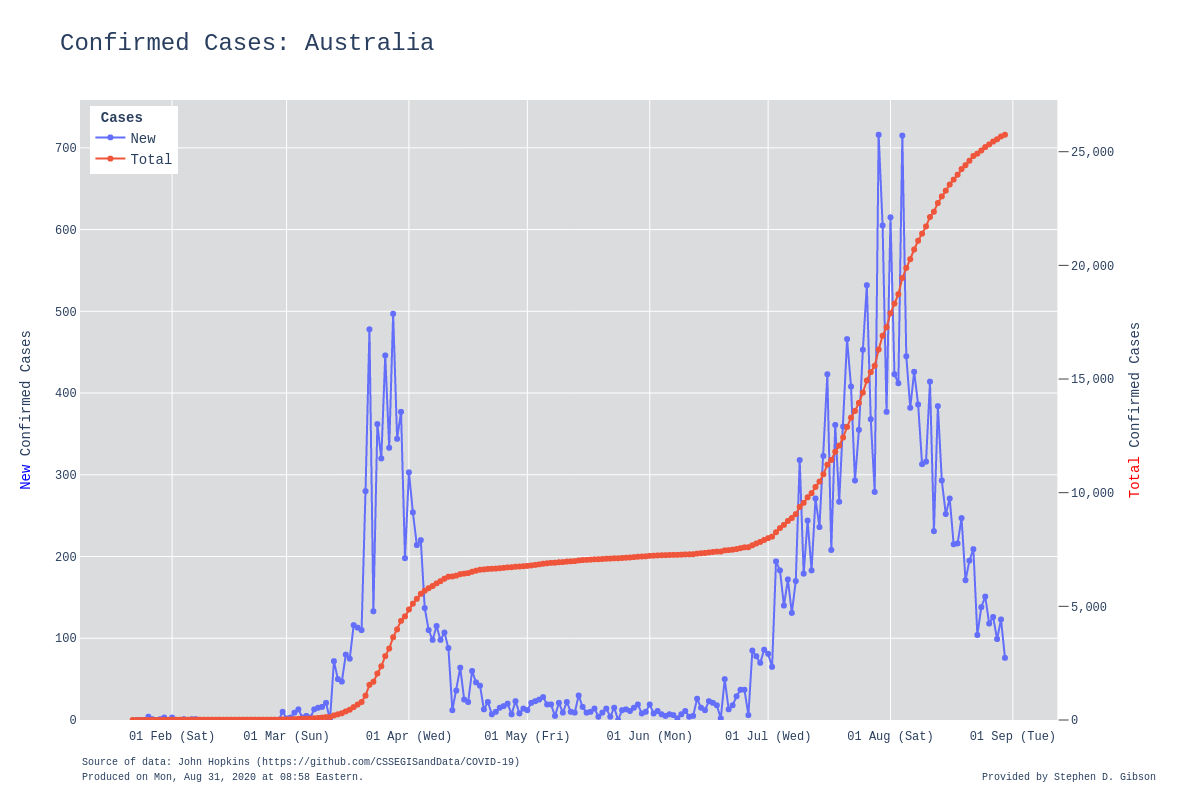 Confirmed Cases: Australia
Cases
New
Total
700
600
500
400
300
200
100
0
25,000
20,000
15,000
10,000
5,000
0
New Confirmed Cases
Total Confirmed Cases
01 Feb (Sat) 01 Mar (Sun) 01 Apr (Wed) 01 May (Fri) 01 Jun (Mon) 01 Jul (Wed) 01 Aug (Sat) 01 Sep (Tue)
Source of data: John Hopkins (https://github.com/CSSEGISandData/COVID-19)
Produced on Mon, Aug 31, 2020 at 08:58 Eastern.
Provided by Stephen D. Gibson